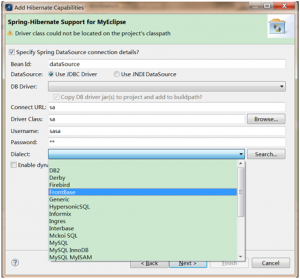 Add Hibernate Capabilities
Spring-Hibernate Support for MyEclipse
Driver class could not be located on the project's classpath
Specify Spring DataSource connection details?
Bean Id: dataSource
DataSource: Use JDBC Driver Use JNDI DataSource
DB Driver:
Copy DB driver jar(s) to project and add to buildpath?
Connect URL: sa
Driver Class: sa Browse...
Username: sasa
Password: **
Dialect: Search...
Enable dyna
DB2
Derby
Firebird
FrontBase
Generic
HypersonicSQL
Informix
Ingres
Interbase
Mckoi SQL
MySQL
MySQL InnoDB
MySQL MyISAM
< Back Next > Finish Cancel